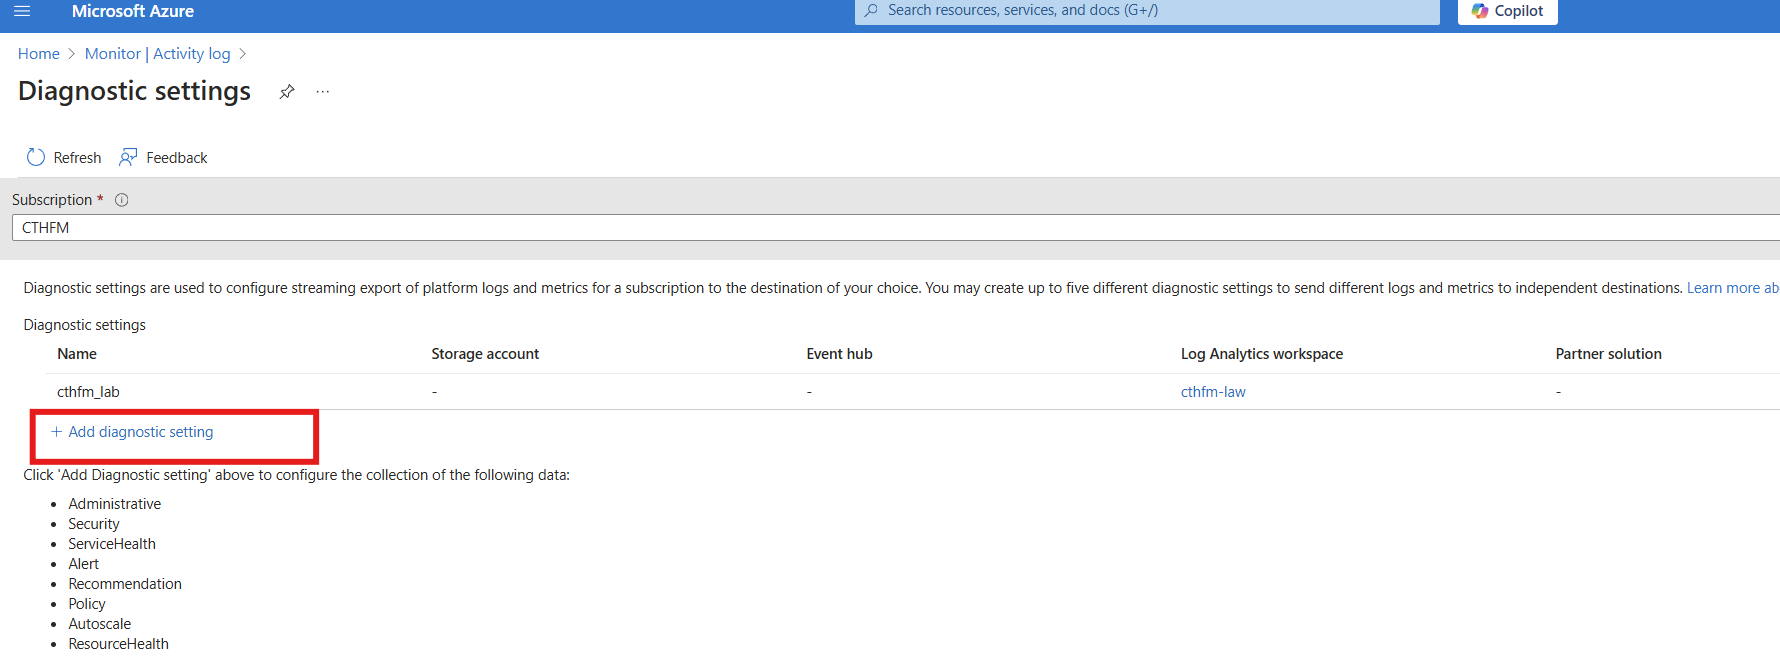 Microsoft Azure
Search resources, services, and docs (G+/)
Copilot
Home > Monitor | Activity log >
Diagnostic settings
Refresh Feedback
Subscription *
CTHFM
Diagnostic settings are used to configure streaming export of platform logs and metrics for a subscription to the destination of your choice. You may create up to five different diagnostic settings to send different logs and metrics to independent destinations. Learn more ab
Diagnostic settings
Name Storage account Event hub Log Analytics workspace Partner solution
cthfm_lab - - cthfm-law -
+ Add diagnostic setting
Click 'Add Diagnostic setting' above to configure the collection of the following data:
• Administrative
• Security
• ServiceHealth
• Alert
• Recommendation
• Policy
• Autoscale
• ResourceHealth